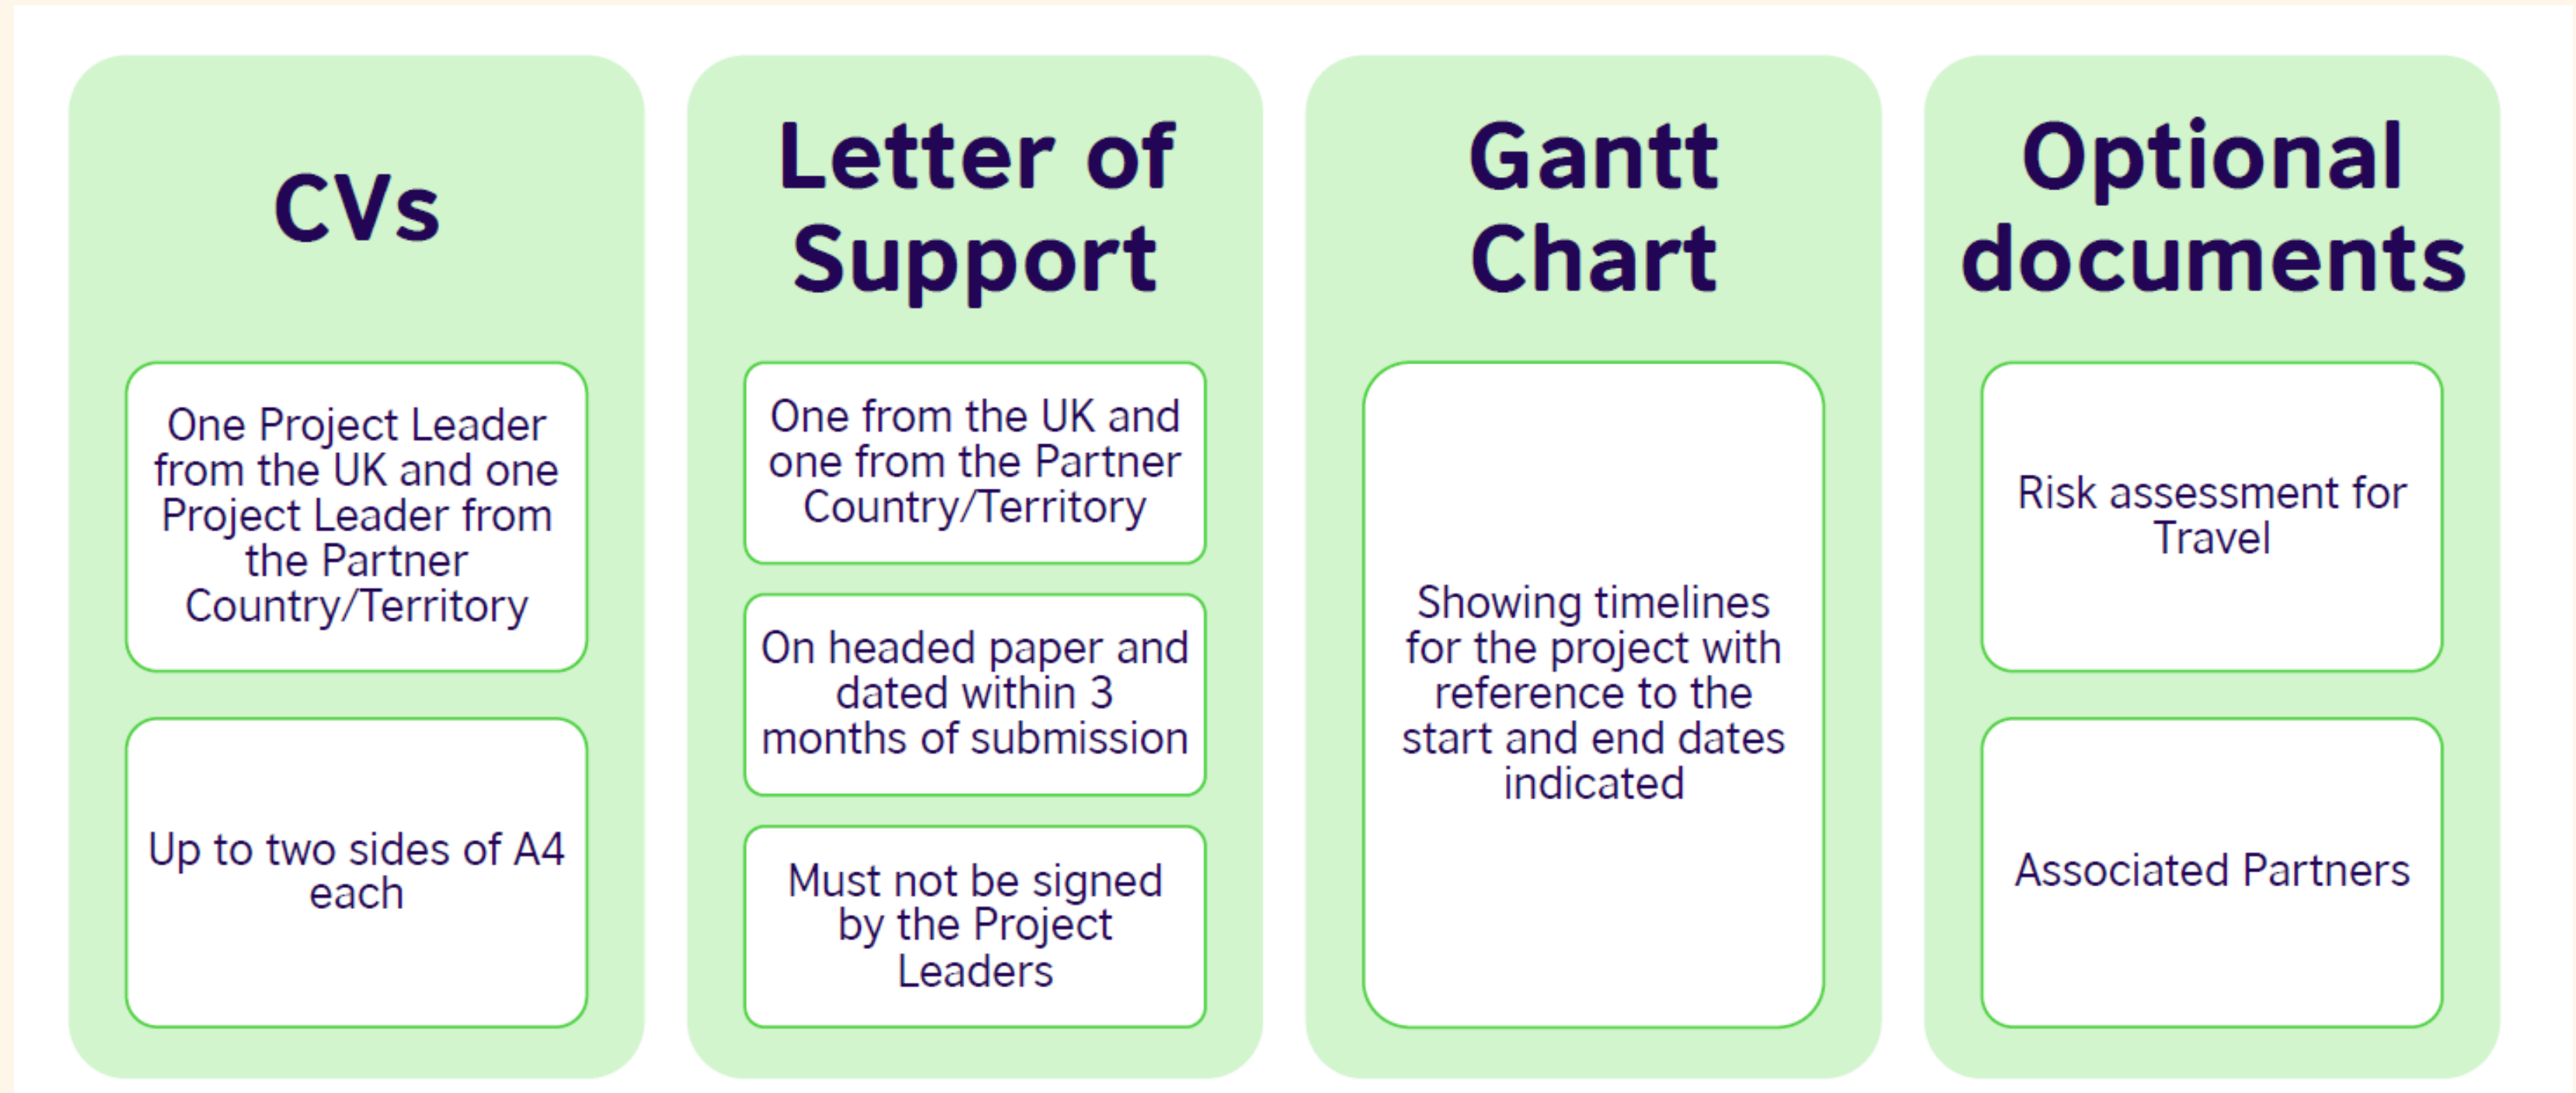 CVs
One Project Leader
from the UK and one
Project Leader from
the Partner
Country/Territory
Up to two sides of A4
each
Letter of
Support
One from the UK and
one from the Partner
Country/Territory
On headed paper and
dated within 3
months of submission
Must not be signed
by the Project
Leaders
Gantt
Chart
Showing timelines
for the project with
reference to the
start and end dates
indicated
Optional
documents
Risk assessment for
Travel
Associated Partners